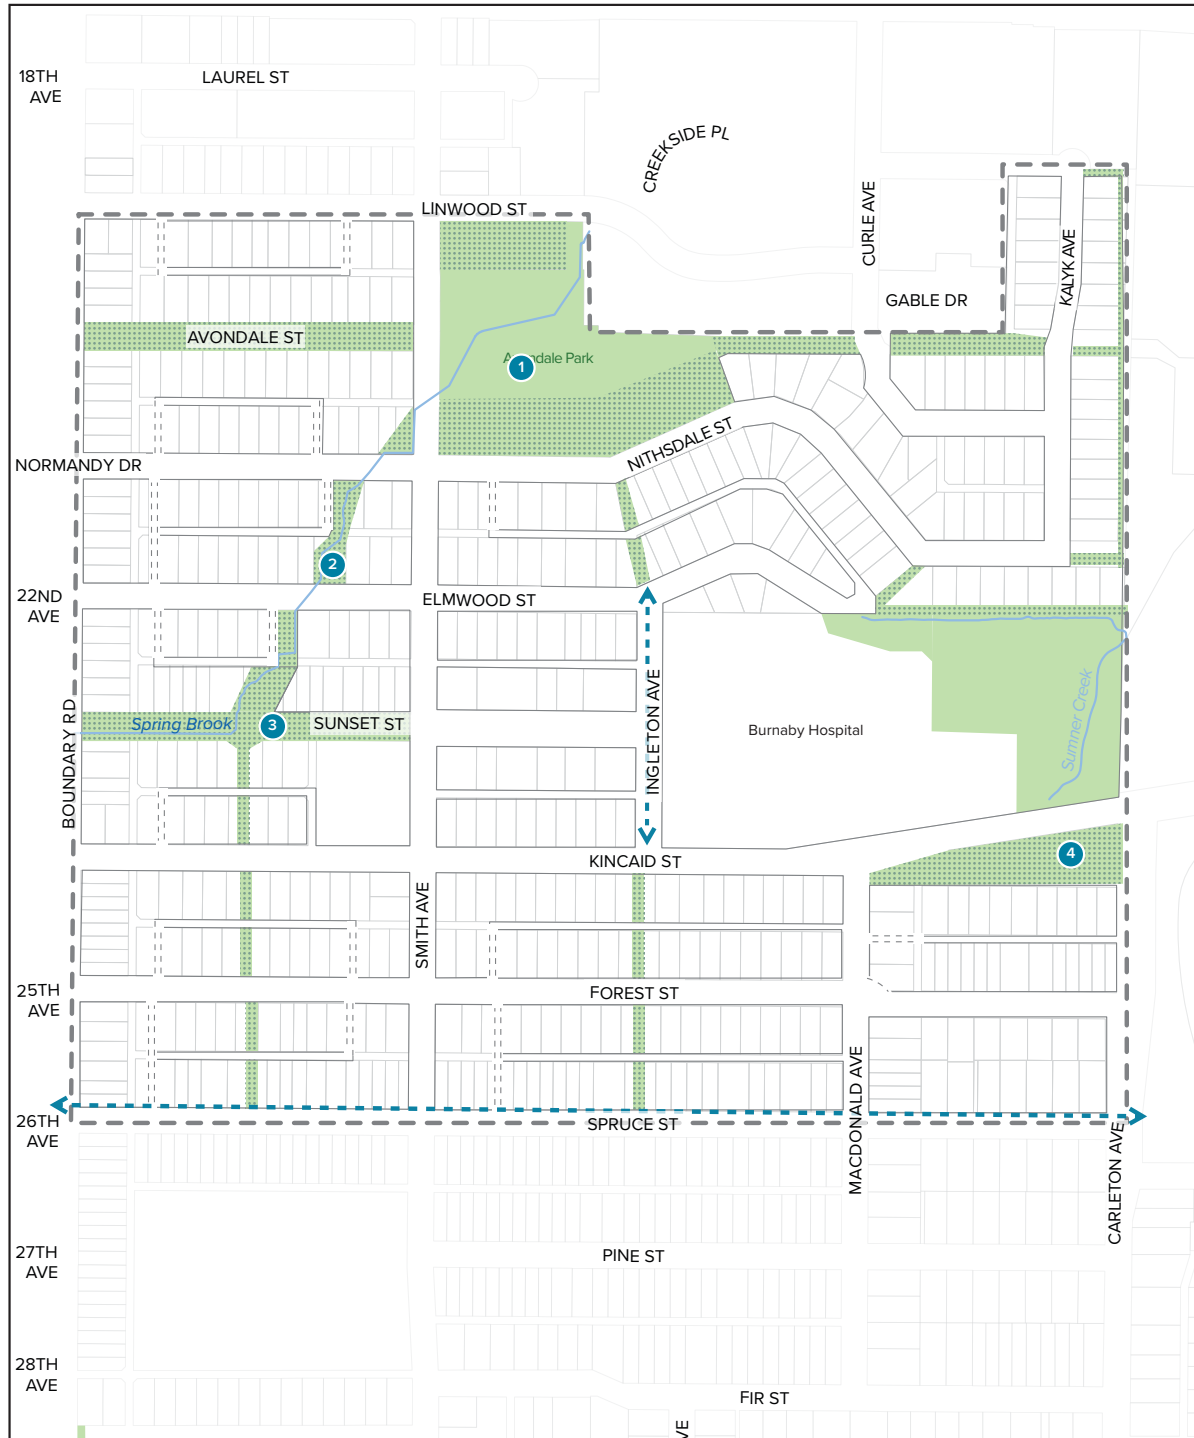 18TH
AVE
LAUREL ST
CREEKSIDE PL
CURLE AVE
LINWOOD ST
KALYK AVE
GABLE DR
AVONDALE ST
Avondale Park
1
NITHSDALE ST
NORMANDY DR
2
22ND
AVE
ELMWOOD ST
BOUNDARY RD
Spring Brook
3
SUNSET ST
INGLETON AVE
Burnaby Hospital
Sumner Creek
KINCAID ST
4
SMITH AVE
25TH
AVE
FOREST ST
MACDONALD AVE
26TH
AVE
SPRUCE ST
CARLETON AVE
27TH
AVE
PINE ST
28TH
AVE
FIR ST
VE